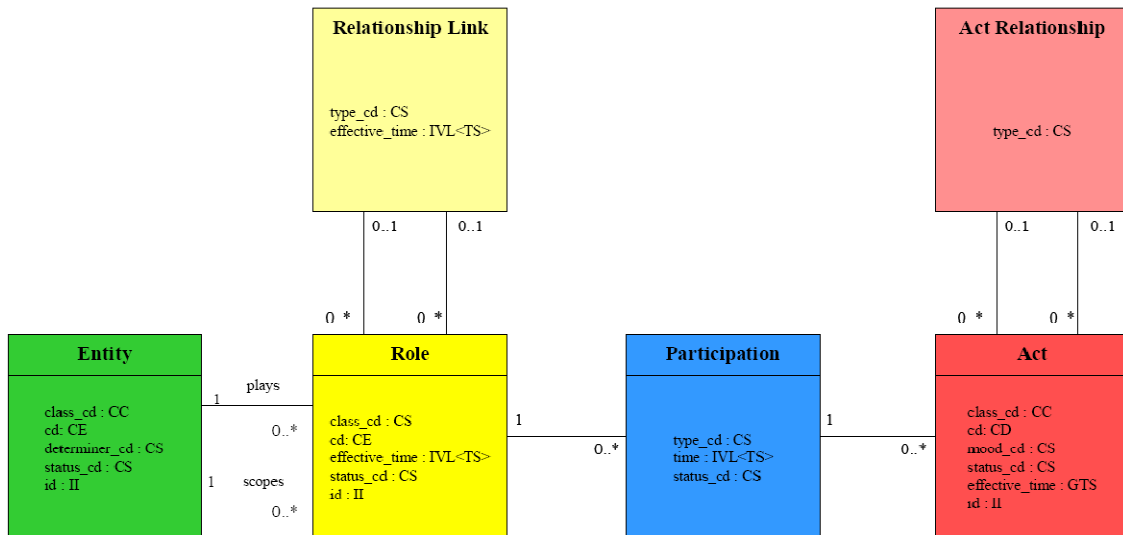 Relationship Link
type_cd : CS
effective_time : IVL<TS>
Act Relationship
type_cd : CS
0..1
0..1
0..1
0..1
0 *
0 *
0 *
0 *
Entity
class_cd : CC
cd: CE
determiner_cd : CS
status_cd : CS
id : II
plays
1
0..*
1
scopes
0..*
Role
class_cd : CS
cd: CE
effective_time : IVL<TS>
status_cd : CS
id : II
1
0..*
Participation
type_cd : CS
time : IVL<TS>
status_cd : CS
1
0..*
Act
class_cd : CC
cd: CD
mood_cd : CS
status_cd : CS
effective_time : GTS
id : II